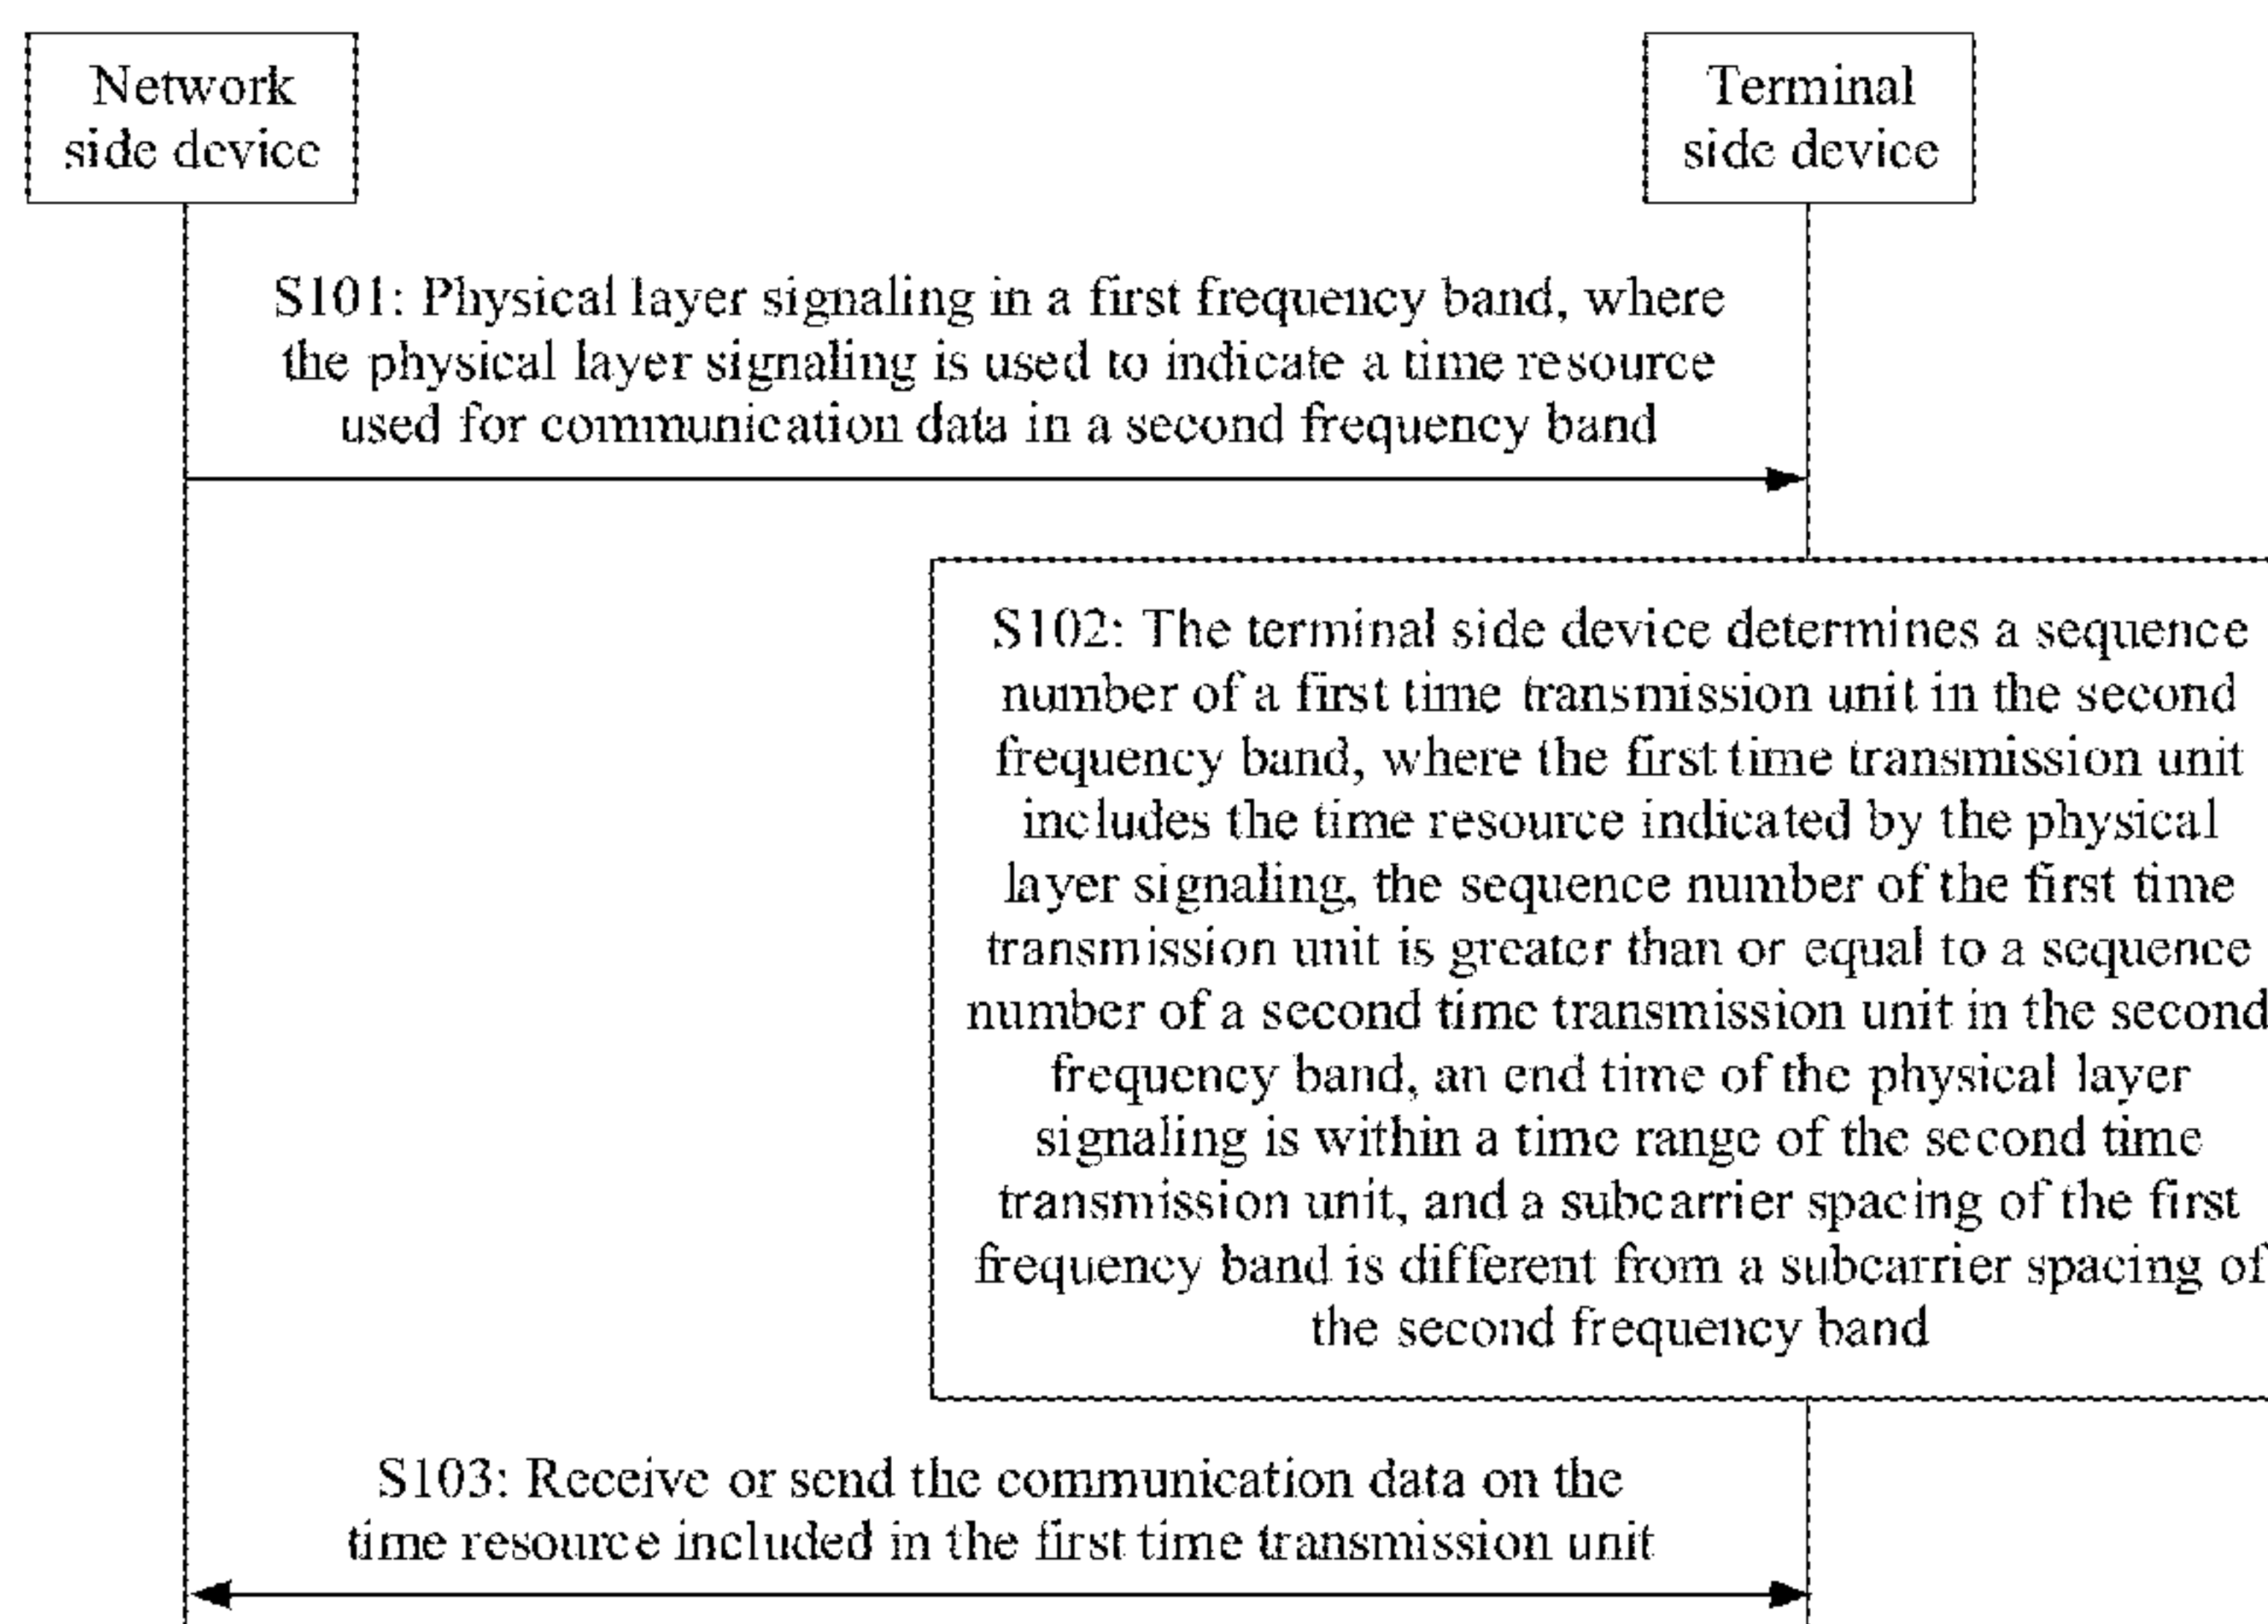 Network
side device
Terminal
side device
S101: Physical layer signaling in a first frequency band, where
the physical layer signaling is used to indicate a time resource
used for communication data in a second frequency band
S102: The terminal side device determines a sequence
number of a first time transmission unit in the second
frequency band, where the first time transmission unit
includes the time resource indicated by the physical
layer signaling, the sequence number of the first time
transmission unit is greater than or equal to a sequence
number of a second time transmission unit in the second
frequency band, an end time of the physical layer
signaling is within a time range of the second time
transmission unit, and a subcarrier spacing of the first
frequency band is different from a subcarrier spacing of
the second frequency band
S103: Receive or send the communication data on the
time resource included in the first time transmission unit